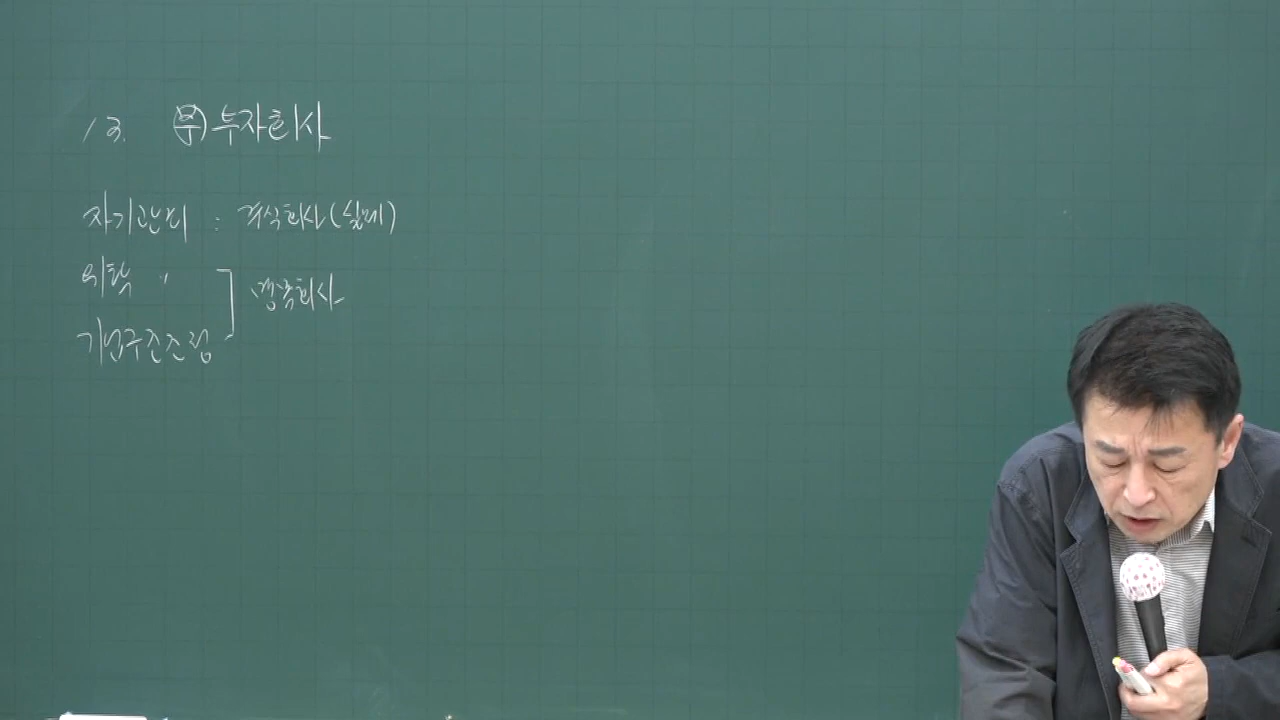 13. ㊝투자회사
자기관리 : 주식회사(실체)
위탁 〃
명목회사
기업구조조정